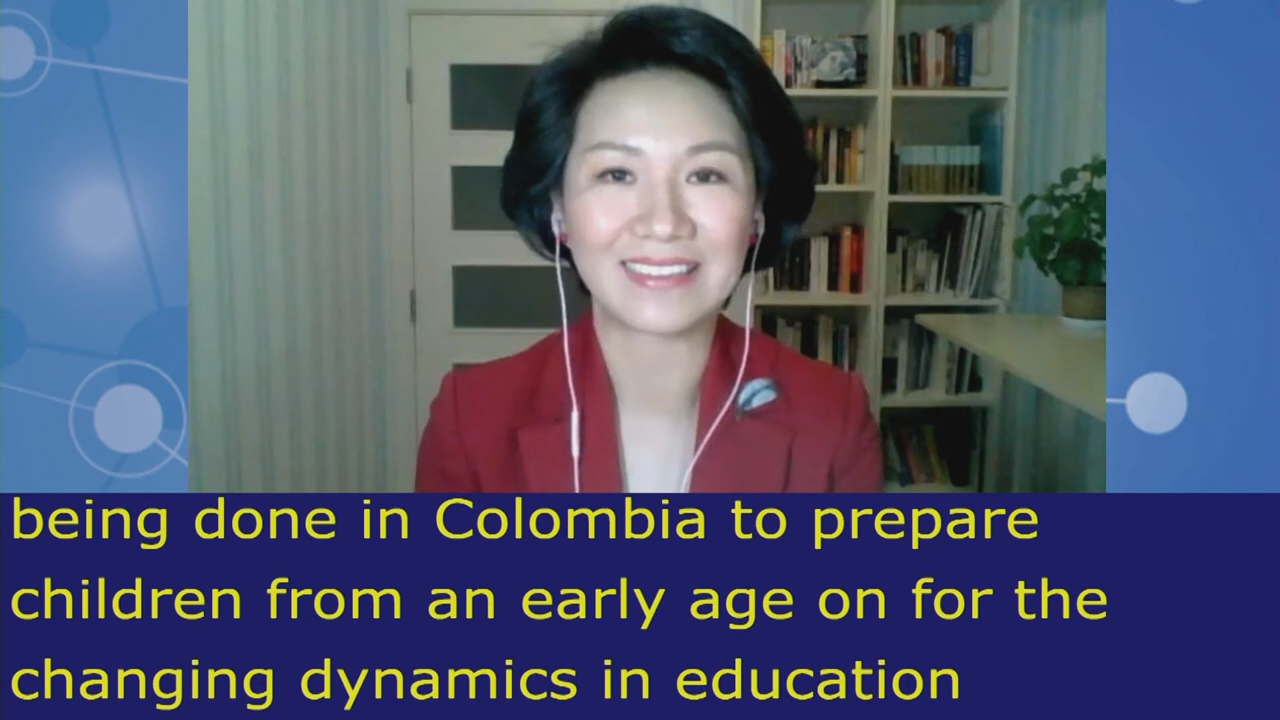 being done in Colombia to prepare
children from an early age on for the
changing dynamics in education